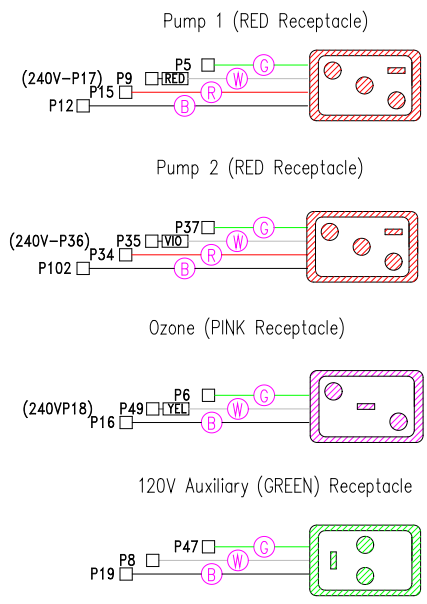 Pump 1 (RED Receptacle)
P5 G
(240V-P17) P9 RED W
P15 R
P12 B
Pump 2 (RED Receptacle)
P37 G
(240V-P36) P35 VIO W
P34 R
P102 B
Ozone (PINK Receptacle)
P6 G
(240VP18) P49 YEL W
P16 B
120V Auxiliary (GREEN) Receptacle
P47 G
P8 W
P19 B